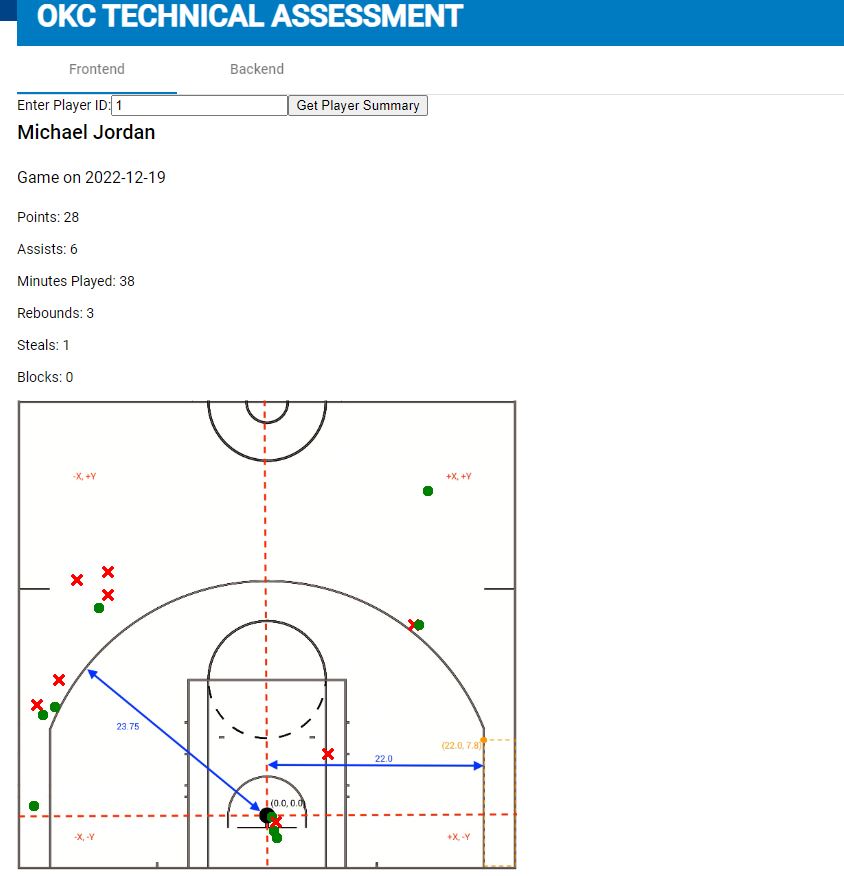 OKC TECHNICAL ASSESSMENT
Frontend Backend
Enter Player ID: 1 Get Player Summary
Michael Jordan
Game on 2022-12-19
Points: 28
Assists: 6
Minutes Played: 38
Rebounds: 3
Steals: 1
Blocks: 0
-X, +Y +X, +Y
23.75
(22.0, 7.8)
22.0
(0.0, 0.0)
-X, -Y +X, -Y